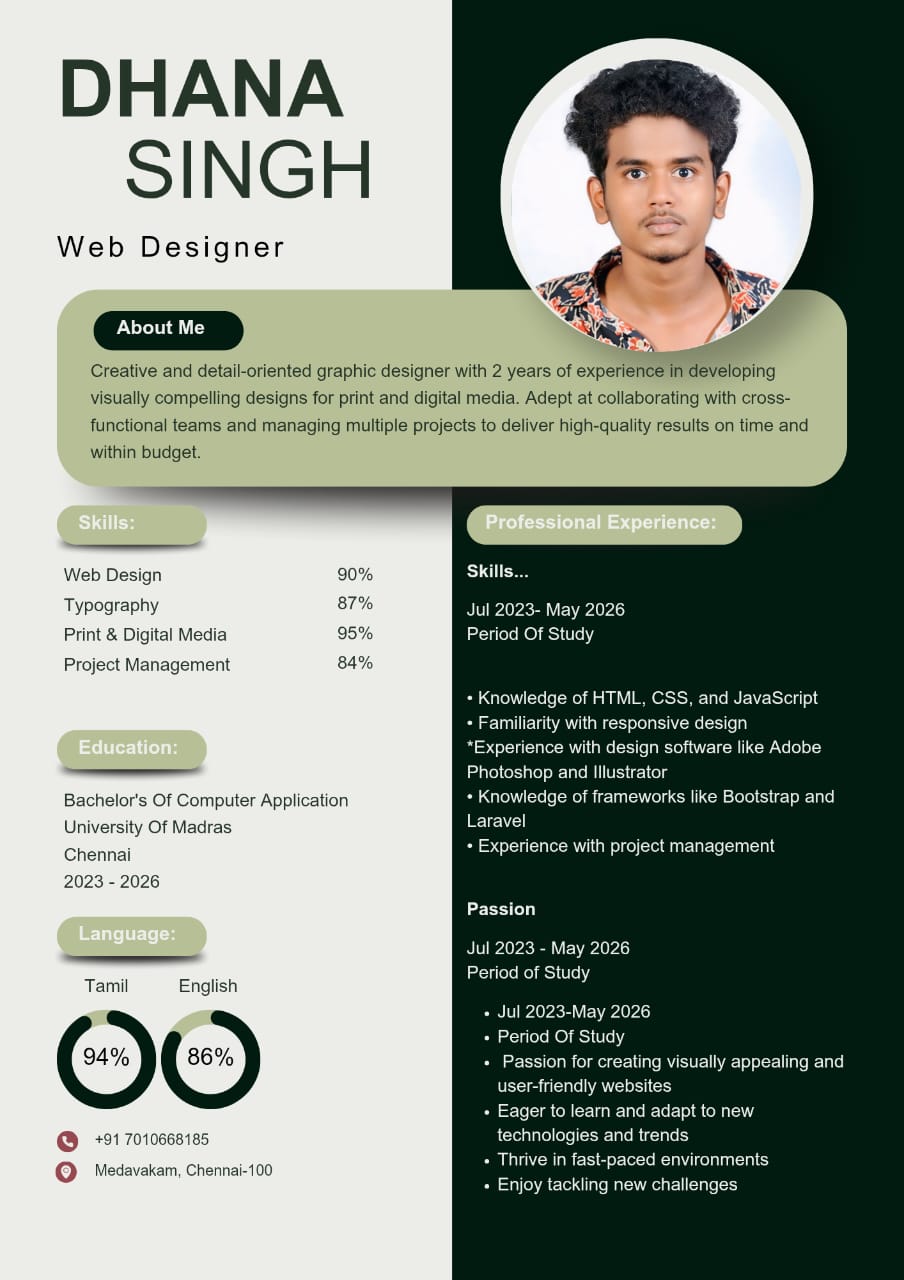 DHANA
SINGH
Web Designer
About Me
Creative and detail-oriented graphic designer with 2 years of experience in developing
visually compelling designs for print and digital media. Adept at collaborating with cross-
functional teams and managing multiple projects to deliver high-quality results on time and
within budget.
Skills:
Web Design 90%
Typography 87%
Print & Digital Media 95%
Project Management 84%
Education:
Bachelor's Of Computer Application
University Of Madras
Chennai
2023 - 2026
Language:
Tamil English
94% 86%
+91 7010668185
Medavakam, Chennai-100
Professional Experience:
Skills...
Jul 2023- May 2026
Period Of Study
• Knowledge of HTML, CSS, and JavaScript
• Familiarity with responsive design
*Experience with design software like Adobe
Photoshop and Illustrator
• Knowledge of frameworks like Bootstrap and
Laravel
• Experience with project management
Passion
Jul 2023 - May 2026
Period of Study
• Jul 2023-May 2026
• Period Of Study
• Passion for creating visually appealing and
user-friendly websites
• Eager to learn and adapt to new
technologies and trends
• Thrive in fast-paced environments
• Enjoy tackling new challenges